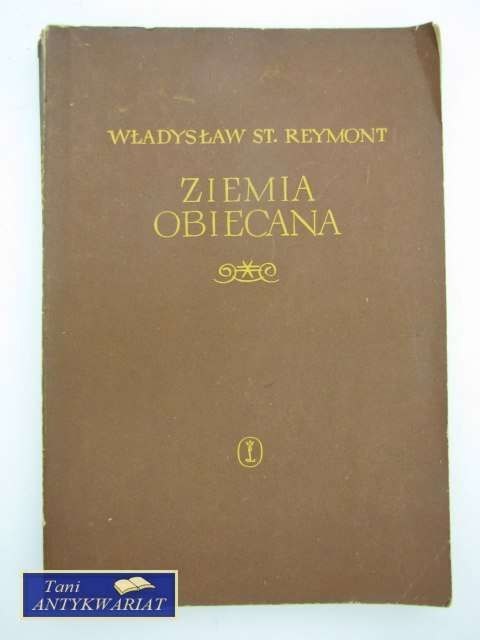 WŁADYSŁAW ST. REYMONT
ZIEMIA
OBIECANA
Tani
ANTYKWARIAT